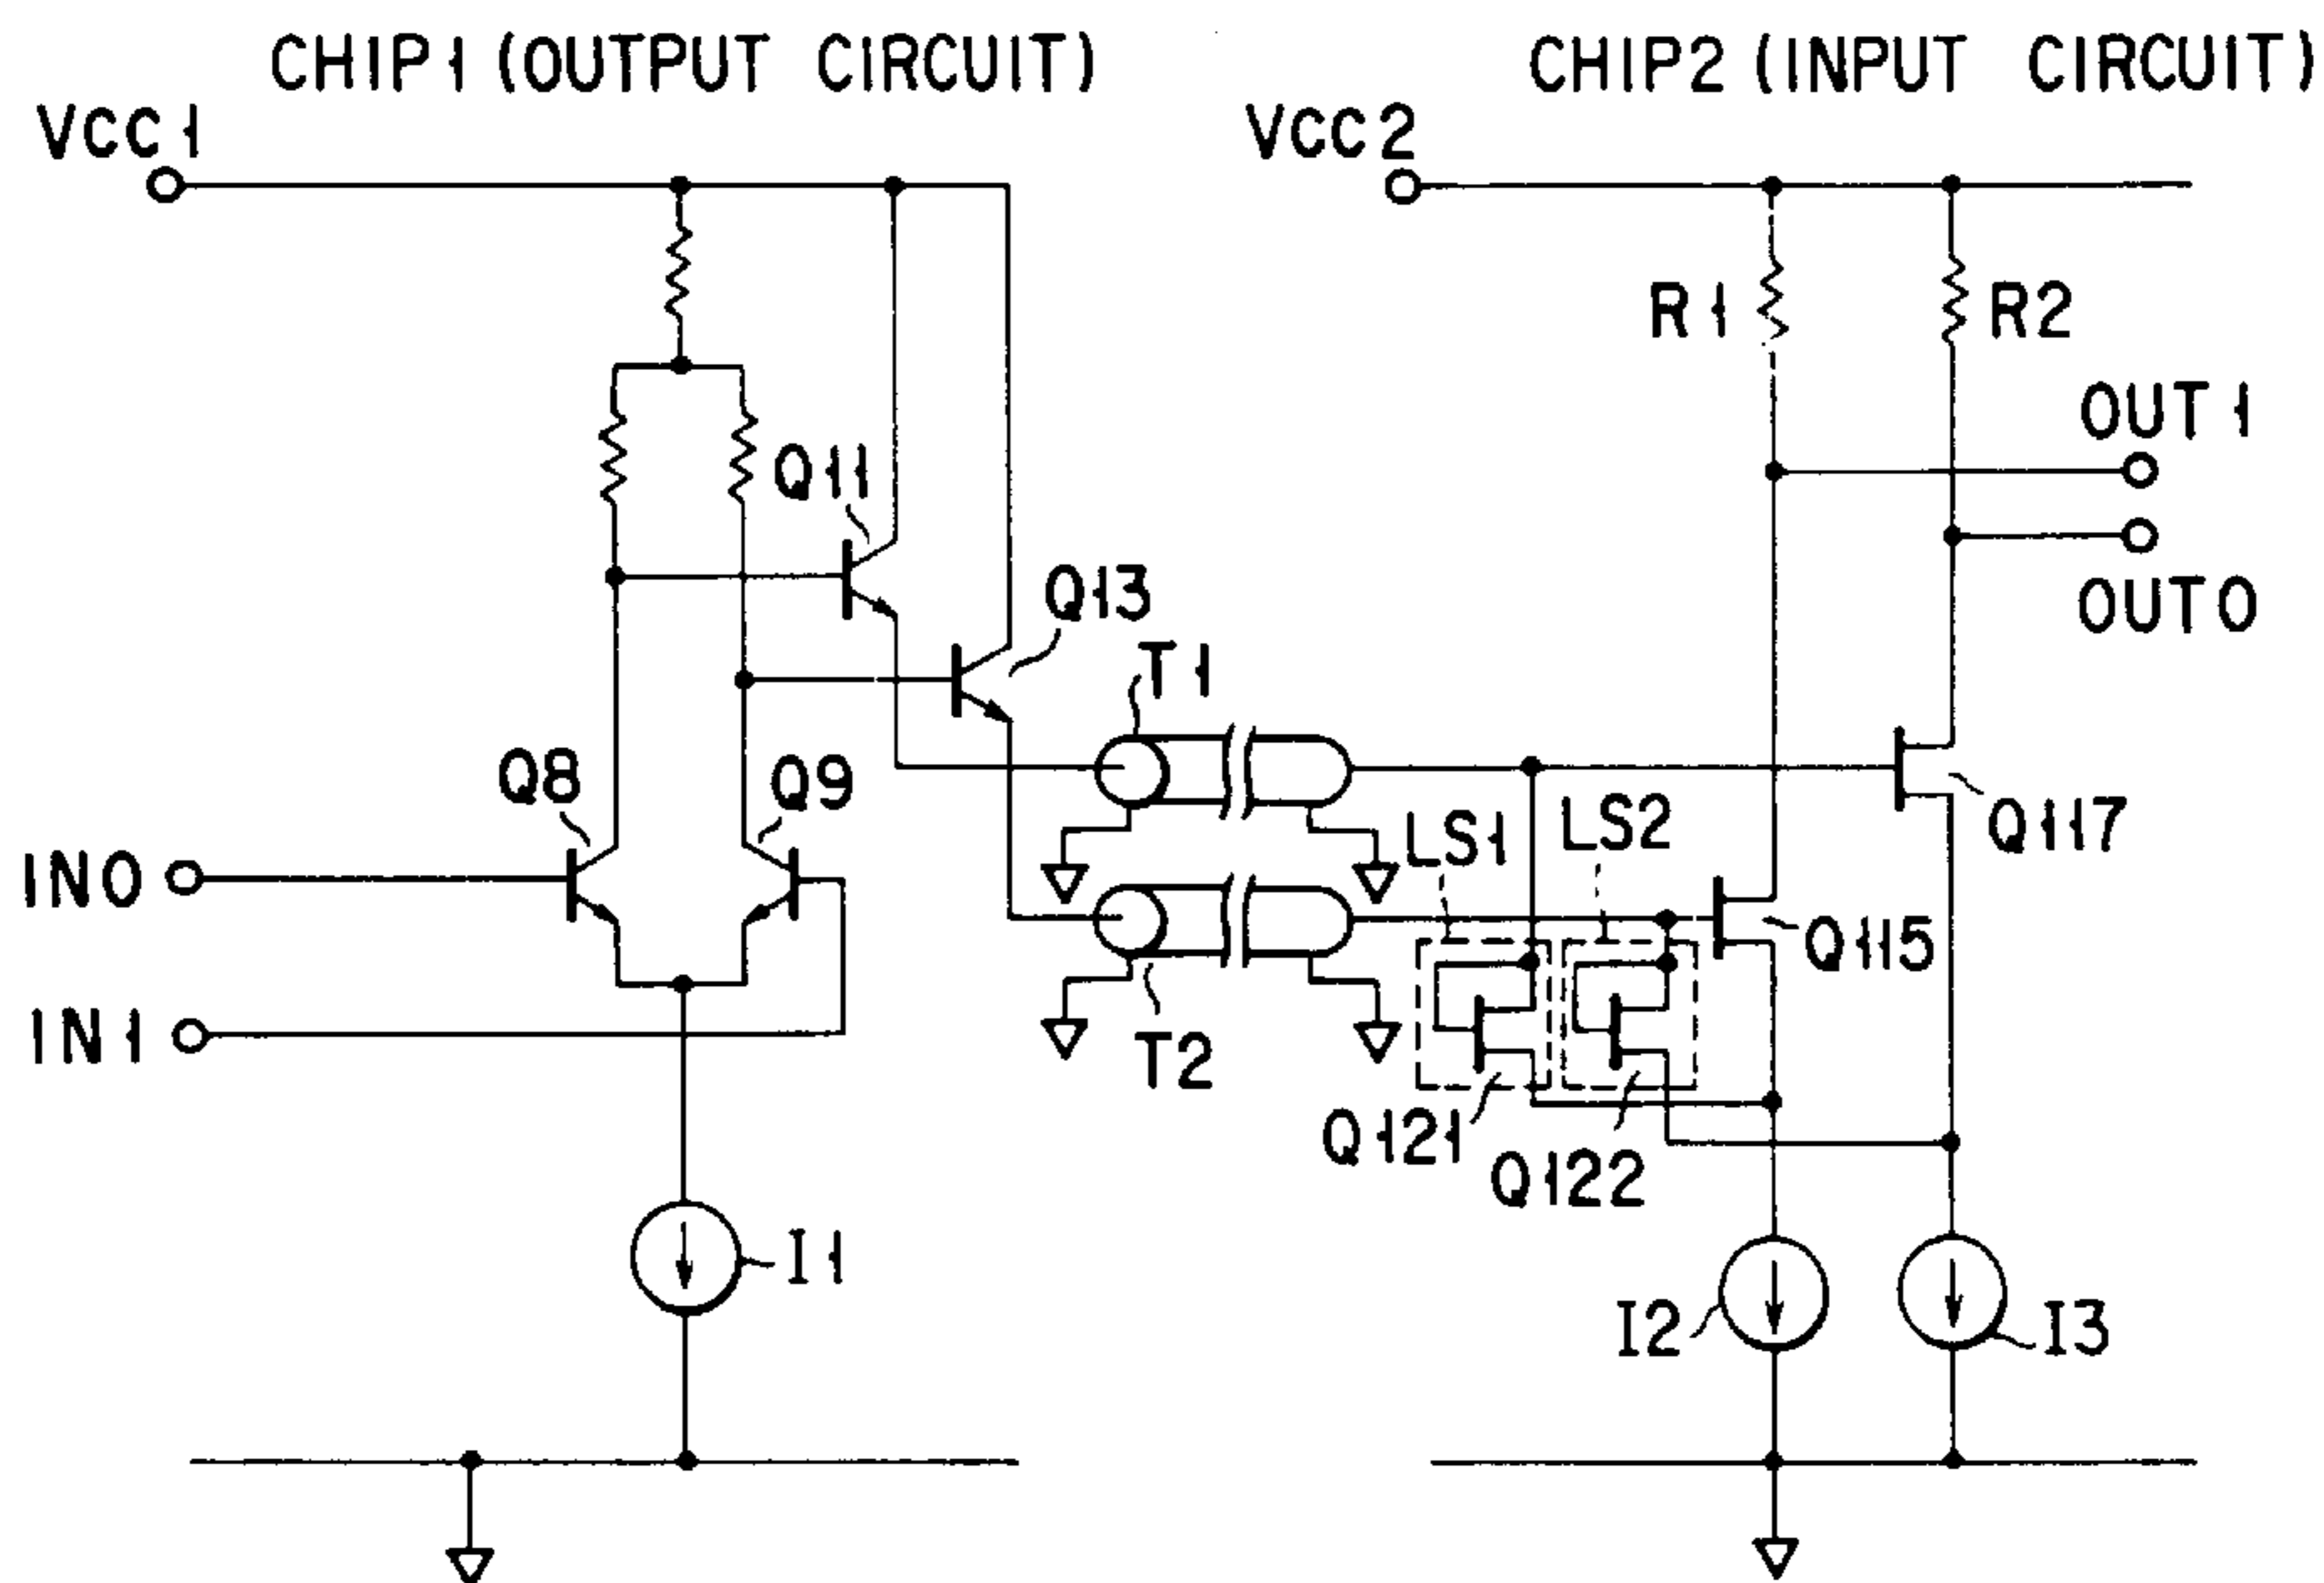 CHIP1 (OUTPUT CIRCUIT)
CHIP2 (INPUT CIRCUIT)
VCC1
VCC2
R1
R2
OUT1
OUT0
Q11
Q13
T1
Q8
Q9
LS1
LS2
Q117
IN0
Q115
IN1
T2
Q121
Q122
I1
I2
I3